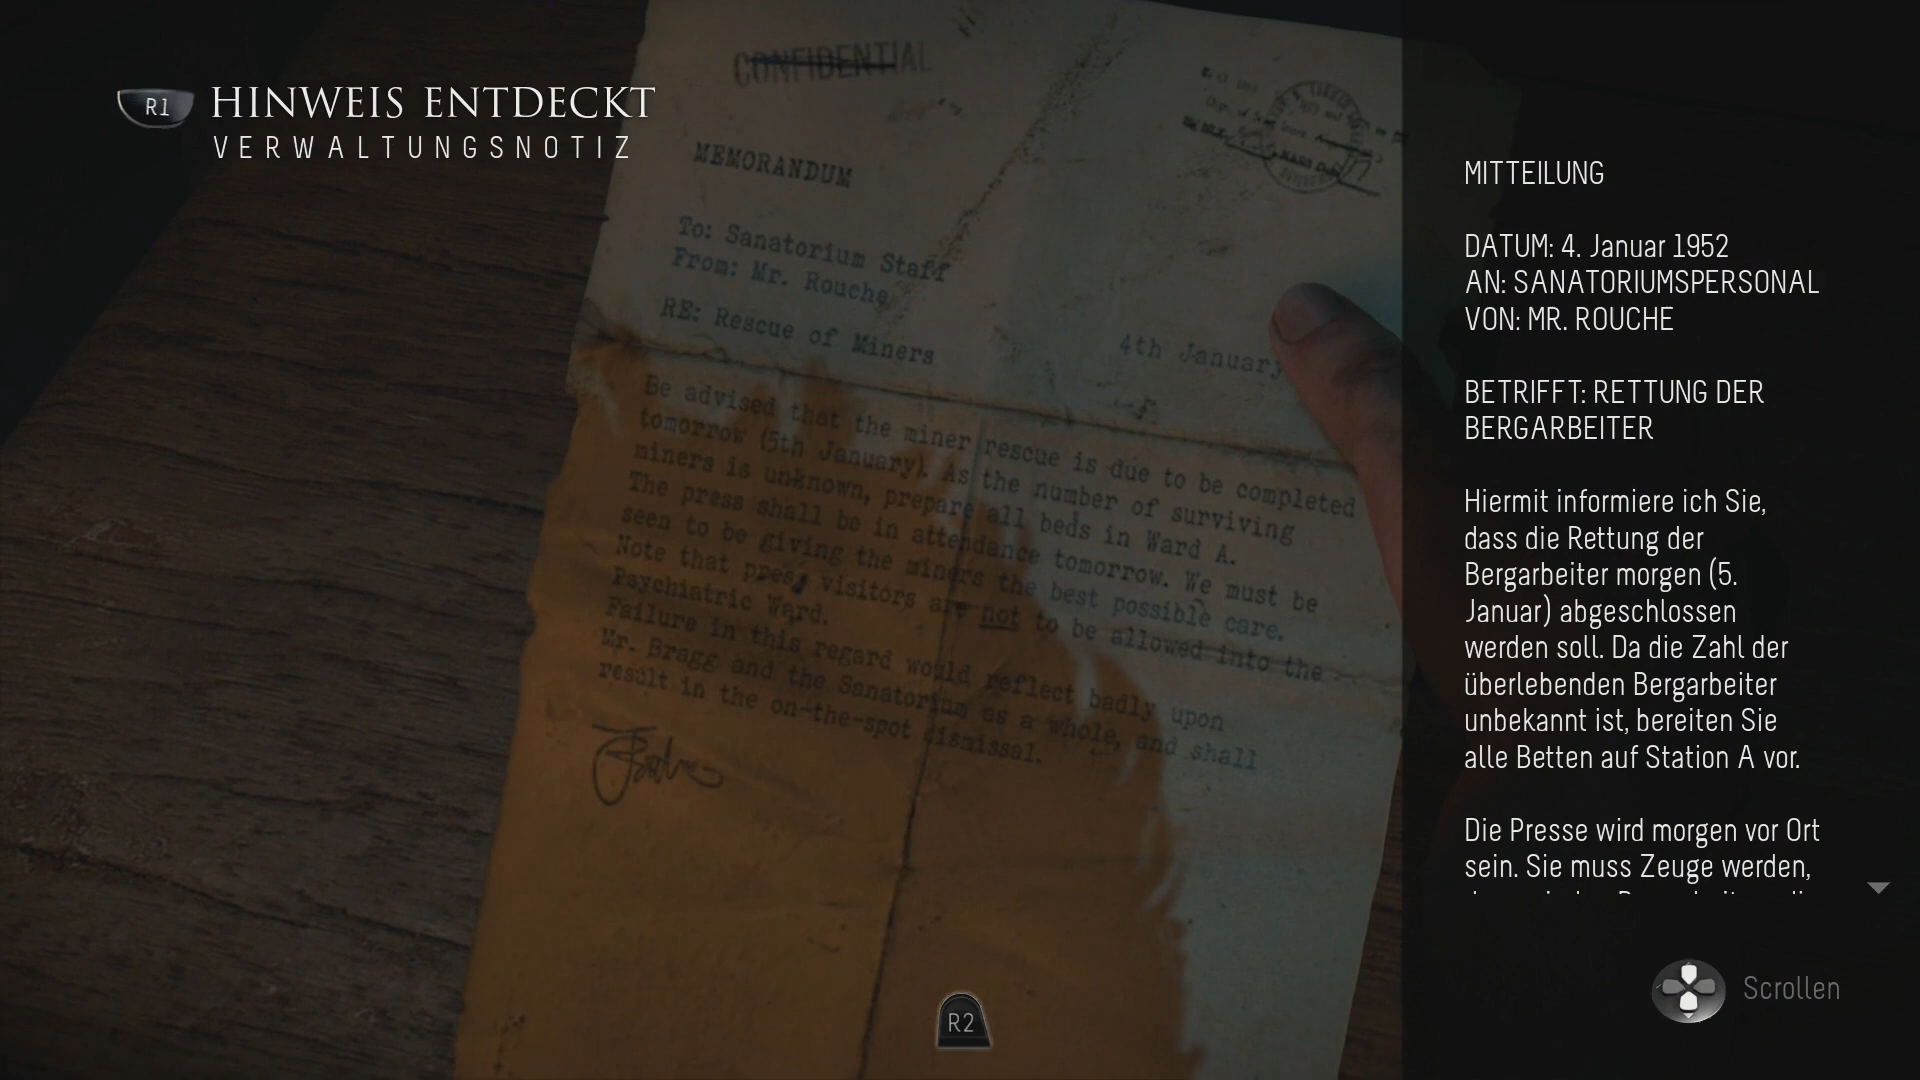 CONFIDENTIAL
R1
HINWEIS ENTDECKT
VERWALTUNGSNOTIZ
MEMORANDUM
To: Sanatorium Staff
From: Mr. Rouche
RE: Rescue of Miners
4th January
Be advised that the miner rescue is due to be completed
tomorrow (5th January). As the number of surviving
miners is unknown, prepare all beds in Ward A.
The press shall be in attendance tomorrow. We must be
seen to be giving the miners the best possible care.
Note that press visitors are not to be allowed into the
Psychiatric Ward.
Failure in this regard would reflect badly upon
Mr. Bragg and the Sanatorium as a whole, and shall
result in the on-the-spot dismissal.
MITTEILUNG
DATUM: 4. Januar 1952
AN: SANATORIUMSPERSONAL
VON: MR. ROUCHE
BETRIFFT: RETTUNG DER
BERGARBEITER
Hiermit informiere ich Sie,
dass die Rettung der
Bergarbeiter morgen (5.
Januar) abgeschlossen
werden soll. Da die Zahl der
überlebenden Bergarbeiter
unbekannt ist, bereiten Sie
alle Betten auf Station A vor.
Die Presse wird morgen vor Ort
sein. Sie muss Zeuge werden,
Scrollen
R2